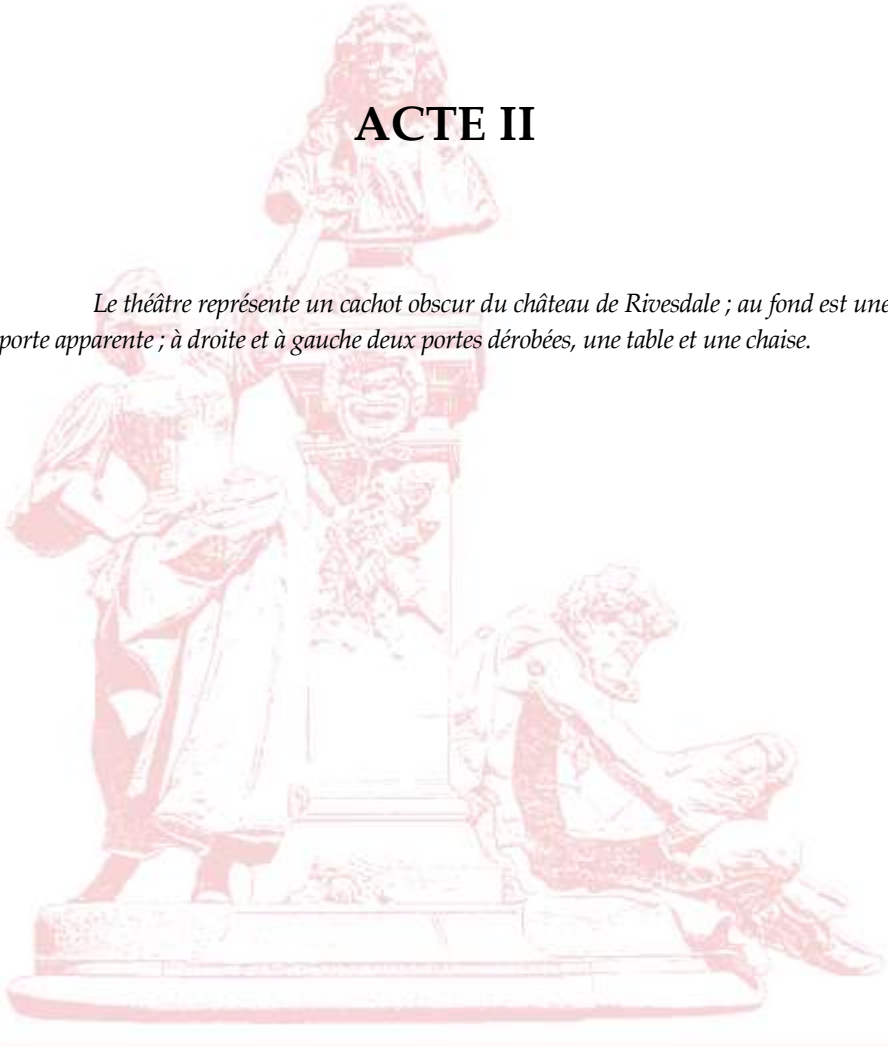 ACTE II
Le théâtre représente un cachot obscur du château de Rivesdale ; au fond est une
porte apparente ; à droite et à gauche deux portes dérobées, une table et une chaise.